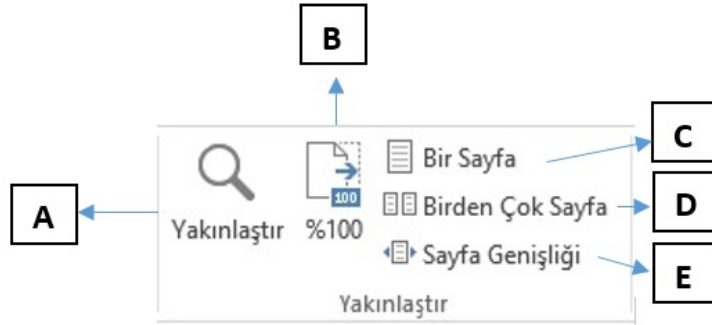 B
C
Bir Sayfa
D
Birden Çok Sayfa
A
Yakınlaştır
100
%100
E
Sayfa Genişliği
Yakınlaştır